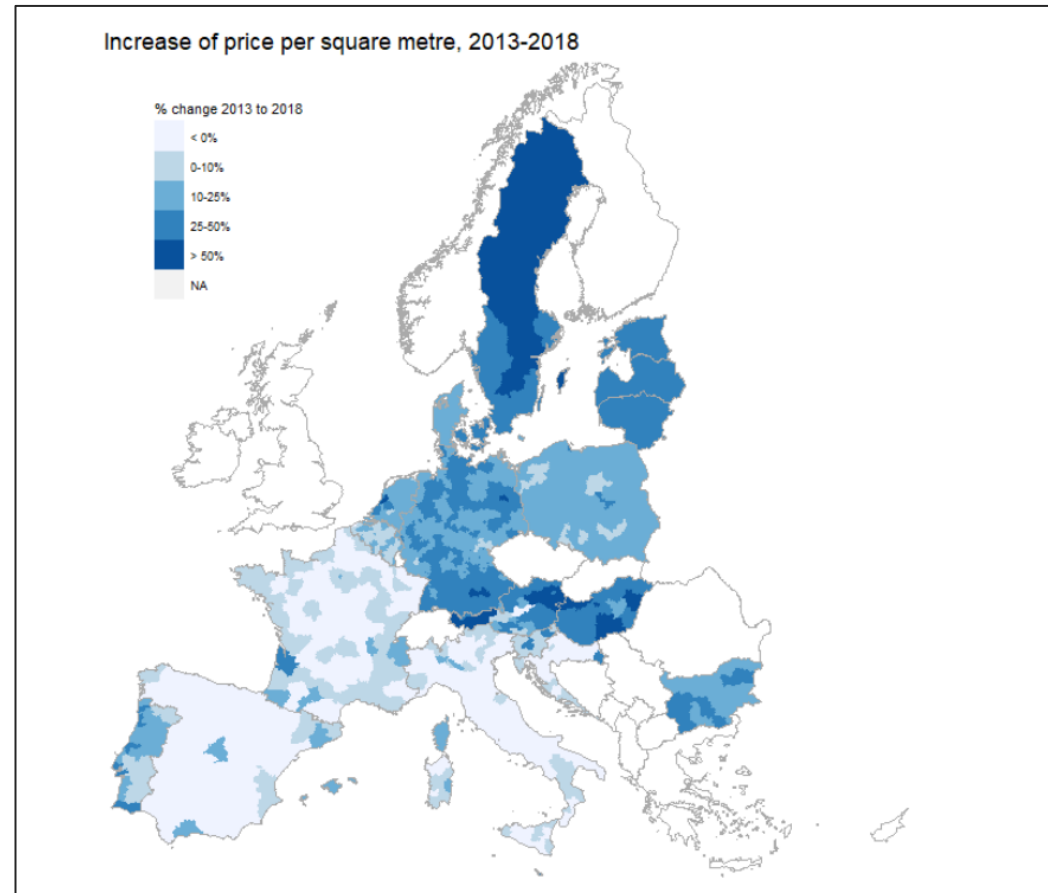 Increase of price per square metre, 2013-2018
% change 2013 to 2018
< 0%
0-10%
10-25%
25-50%
> 50%
NA